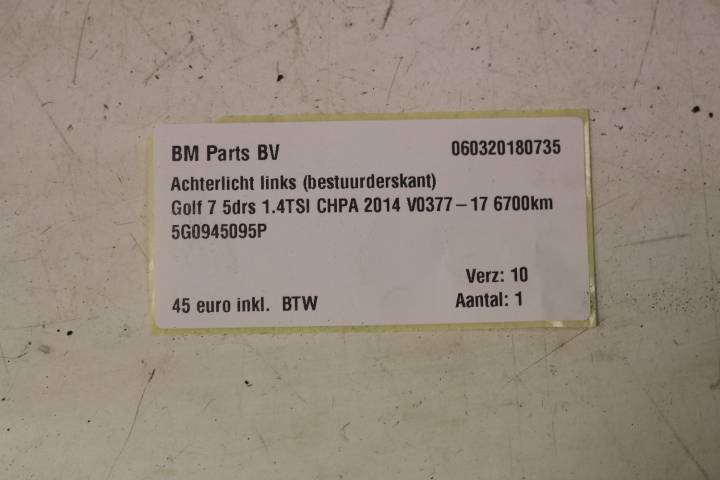 BM Parts BV 060320180735
Achterlicht links (bestuurderskant)
Golf 7 5drs 1.4TSI CHPA 2014 V0377 – 17 6700km
5G0945095P
Verz: 10
45 euro inkl. BTW Aantal: 1